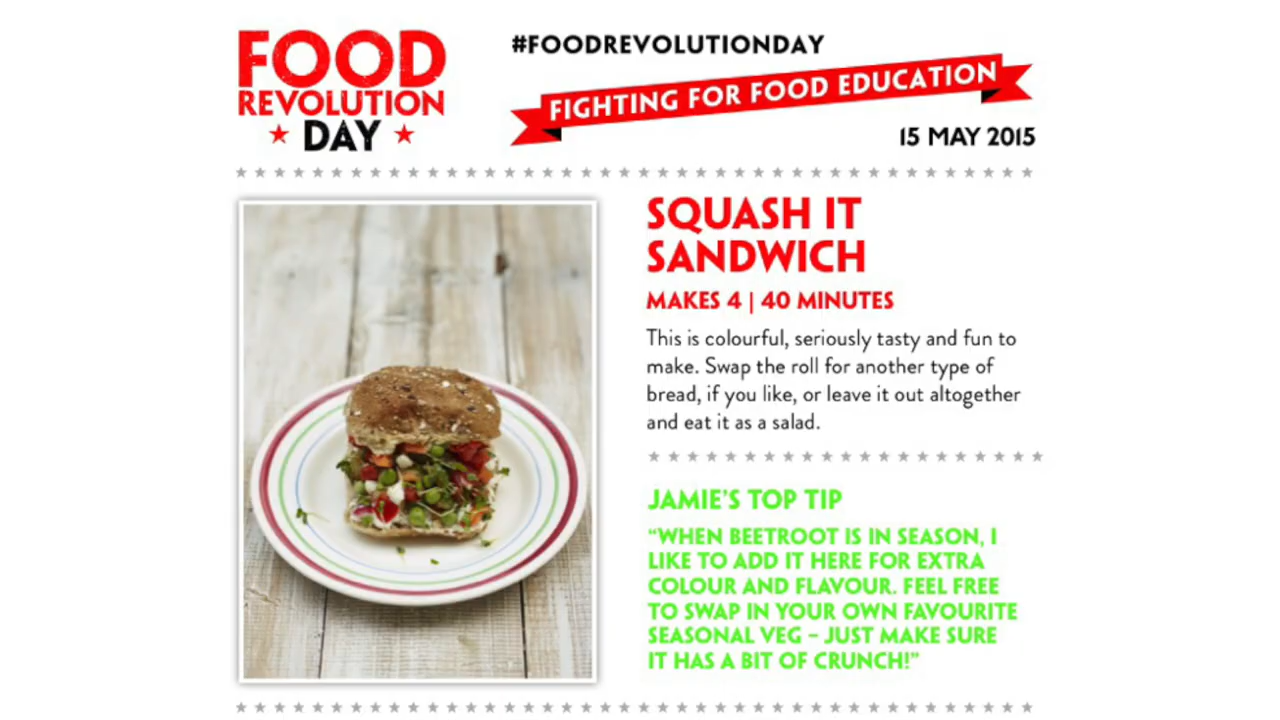 FOOD
REVOLUTION
DAY
#FOODREVOLUTIONDAY
FIGHTING FOR FOOD EDUCATION
15 MAY 2015
SQUASH IT
SANDWICH
MAKES 4 | 40 MINUTES
This is colourful, seriously tasty and fun to
make. Swap the roll for another type of
bread, if you like, or leave it out altogether
and eat it as a salad.
JAMIE'S TOP TIP
“WHEN BEETROOT IS IN SEASON, I
LIKE TO ADD IT HERE FOR EXTRA
COLOUR AND FLAVOUR. FEEL FREE
TO SWAP IN YOUR OWN FAVOURITE
SEASONAL VEG – JUST MAKE SURE
IT HAS A BIT OF CRUNCH!”